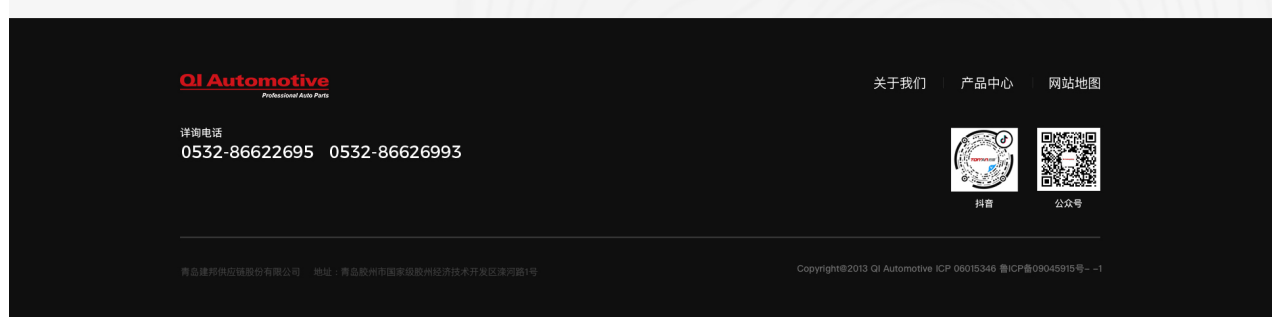 QI Automotive
Professional Auto Parts
关于我们 产品中心 网站地图
详询电话
0532-86622695 0532-86626993
抖音 公众号
青岛建邦供应链股份有限公司 地址：青岛胶州市国家级胶州经济技术开发区滦河路1号
Copyright©2013 QI Automotive ICP 06015346 鲁ICP备09045915号- -1